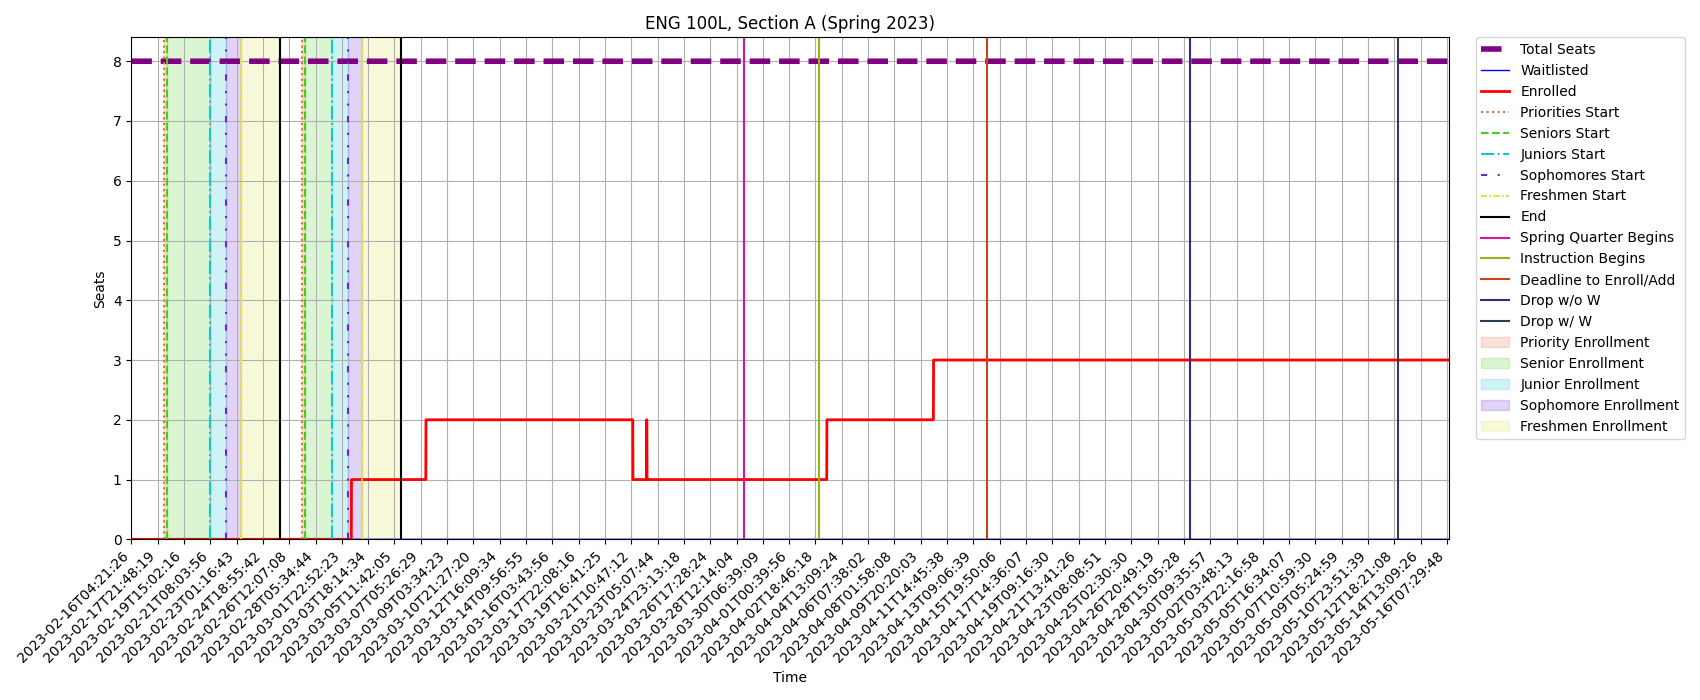 ENG 100L, Section A (Spring 2023)
Seats
8
7
6
5
4
3
2
1
0
2023-02-16T04:21:26
2023-02-17T21:48:19
2023-02-19T15:02:16
2023-02-21T08:03:56
2023-02-23T01:16:43
2023-02-24T18:55:42
2023-02-26T12:07:08
2023-02-28T05:34:44
2023-03-01T22:52:23
2023-03-03T18:14:34
2023-03-05T11:42:05
2023-03-07T05:26:29
2023-03-09T03:34:23
2023-03-10T21:27:20
2023-03-12T16:09:34
2023-03-14T09:56:55
2023-03-16T03:43:56
2023-03-17T22:08:16
2023-03-19T16:41:25
2023-03-21T10:47:12
2023-03-23T05:07:44
2023-03-24T23:13:18
2023-03-26T17:28:24
2023-03-28T12:14:04
2023-03-30T06:39:09
2023-04-01T00:39:56
2023-04-02T18:46:18
2023-04-04T13:09:24
2023-04-06T07:38:02
2023-04-08T01:58:08
2023-04-09T20:20:03
2023-04-11T14:45:38
2023-04-13T09:06:39
2023-04-15T19:50:06
2023-04-17T14:36:07
2023-04-19T09:16:30
2023-04-21T13:41:26
2023-04-23T08:08:51
2023-04-25T02:30:30
2023-04-26T20:49:19
2023-04-28T15:05:28
2023-04-30T09:35:57
2023-05-02T03:48:13
2023-05-03T22:16:58
2023-05-05T16:34:07
2023-05-07T10:59:30
2023-05-09T05:24:59
2023-05-10T23:51:39
2023-05-12T18:21:08
2023-05-14T13:09:26
2023-05-16T07:29:48
Time
Total Seats
Waitlisted
Enrolled
Priorities Start
Seniors Start
Juniors Start
Sophomores Start
Freshmen Start
End
Spring Quarter Begins
Instruction Begins
Deadline to Enroll/Add
Drop w/o W
Drop w/ W
Priority Enrollment
Senior Enrollment
Junior Enrollment
Sophomore Enrollment
Freshmen Enrollment